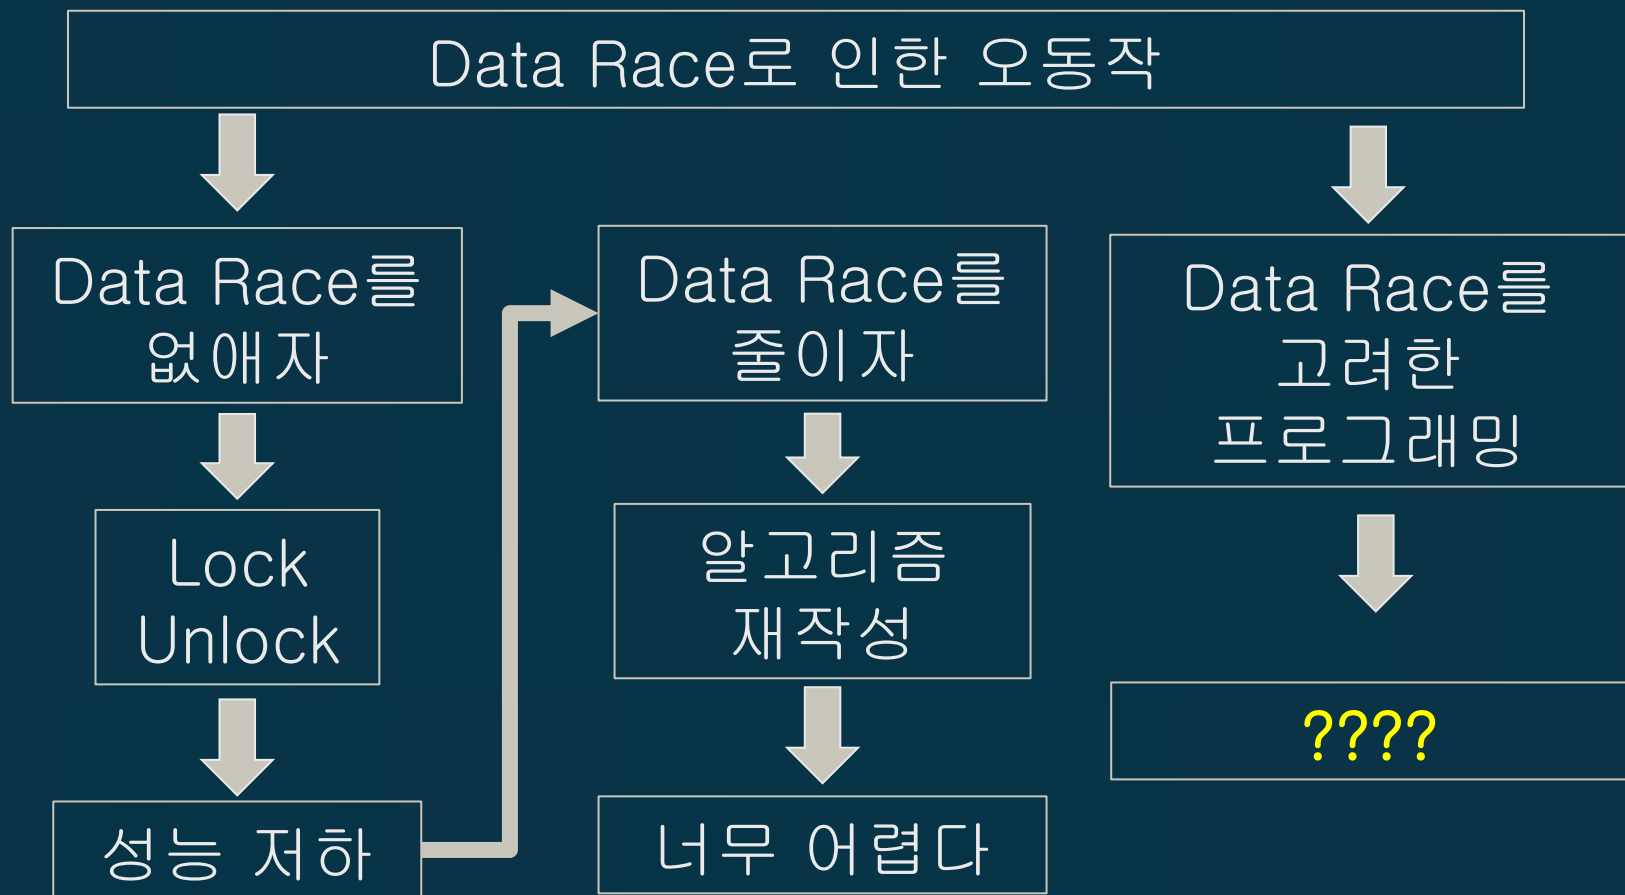 Data Race로 인한 오동작
Data Race를
없애자
Lock
Unlock
성능 저하
Data Race를
줄이자
알고리즘
재작성
너무 어렵다
Data Race를
고려한
프로그래밍
????